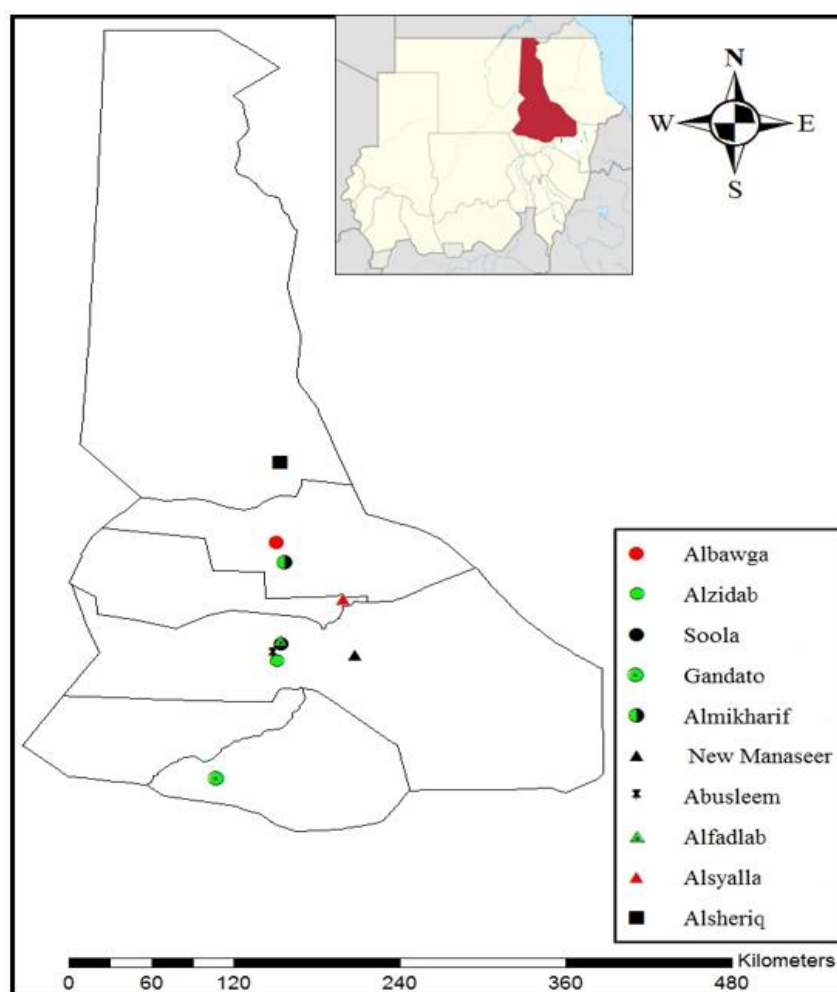 N
W E
S
Albawga
Alzidab
Soola
Gandato
Almikharif
New Manaseer
Abusleem
Alfadlab
Alsyalla
Alsheriq
Kilometers
0 60 120 240 360 480